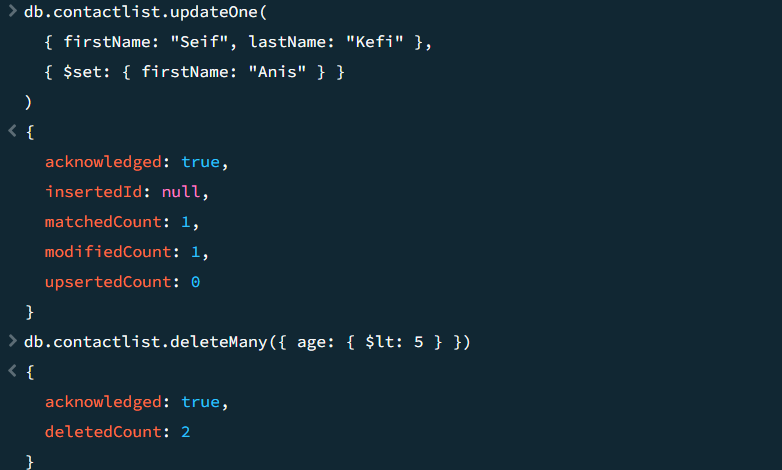 > db.contactlist.updateOne(
{ firstName: "Seif", lastName: "Kefi" },
{ $set: { firstName: "Anis" } }
)
< {
acknowledged: true,
insertedId: null,
matchedCount: 1,
modifiedCount: 1,
upsertedCount: 0
}
> db.contactlist.deleteMany({ age: { $lt: 5 } })
< {
acknowledged: true,
deletedCount: 2
}